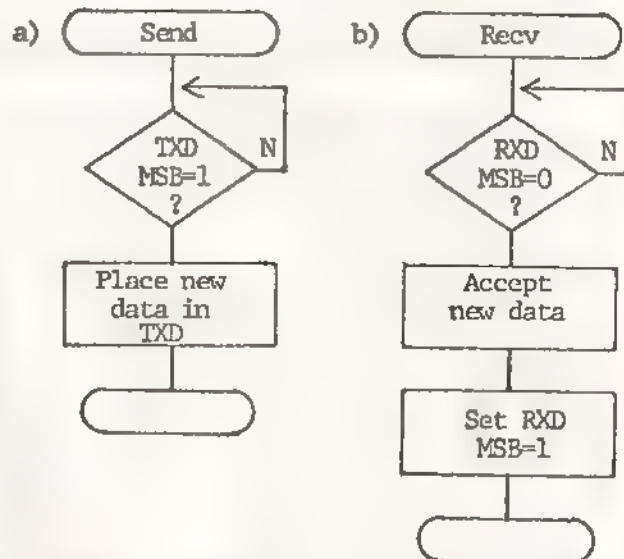 a)
Send
TXD
MSB=1
?
N
Place new
data in
TXD
b)
Recv
RXD
MSB=0
?
N
Accept
new data
Set RXD
MSB=1